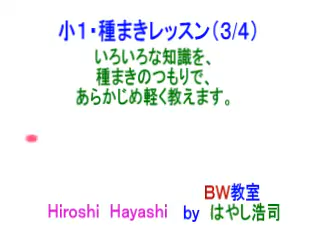 小1・種まきレッスン(3/4)
いろいろな知識を、
種まきのつもりで、
あらかじめ軽く教えます。
BW教室
Hiroshi Hayashi by はやし浩司